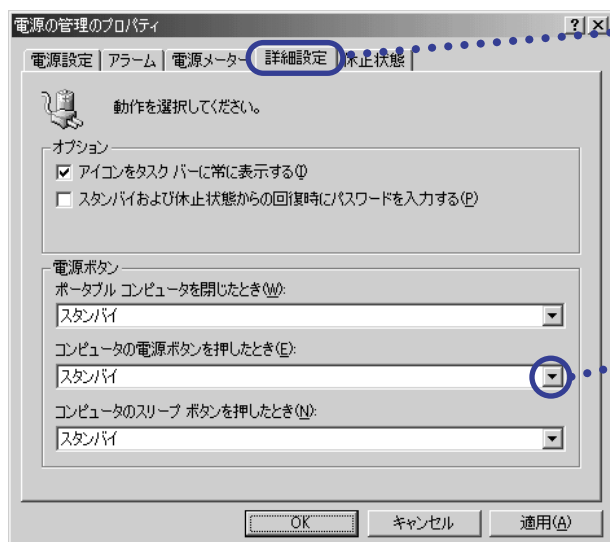 電源の管理のプロパティ
電源設定 アラーム 電源メーター 詳細設定 休止状態
動作を選択してください。
オプション
アイコンをタスク バーに常に表示する(I)
スタンバイおよび休止状態からの回復時にパスワードを入力する(P)
電源ボタン
ポータブル コンピュータを閉じたとき(W):
スタンバイ
コンピュータの電源ボタンを押したとき(E):
スタンバイ
コンピュータのスリープ ボタンを押したとき(N):
スタンバイ
OK キャンセル 適用(A)